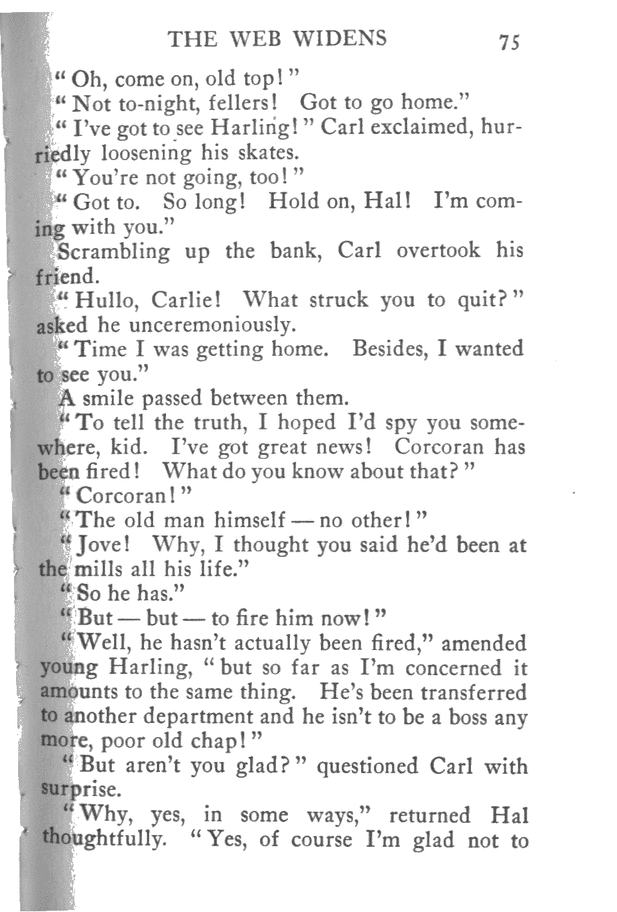 THE WEB WIDENS 75
“ Oh, come on, old top! ”
“ Not to-night, fellers! Got to go home.”
“ I've got to see Harling! ” Carl exclaimed, hur-
riedly loosening his skates.
“ You're not going, too! ”
“ Got to. So long! Hold on, Hal! I'm com-
ing with you.”
Scrambling up the bank, Carl overtook his
friend.
“ Hullo, Carlie! What struck you to quit? ”
asked he unceremoniously.
“ Time I was getting home. Besides, I wanted
to see you.”
A smile passed between them.
“ To tell the truth, I hoped I'd spy you some-
where, kid. I've got great news! Corcoran has
been fired! What do you know about that? ”
“ Corcoran! ”
“ The old man himself — no other! ”
“ Jove! Why, I thought you said he'd been at
the mills all his life.”
“ So he has.”
“ But — but — to fire him now! ”
“ Well, he hasn't actually been fired,” amended
young Harling, “ but so far as I'm concerned it
amounts to the same thing. He's been transferred
to another department and he isn't to be a boss any
more, poor old chap! ”
“ But aren't you glad? ” questioned Carl with
surprise.
“ Why, yes, in some ways,” returned Hal
thoughtfully. “ Yes, of course I'm glad not to